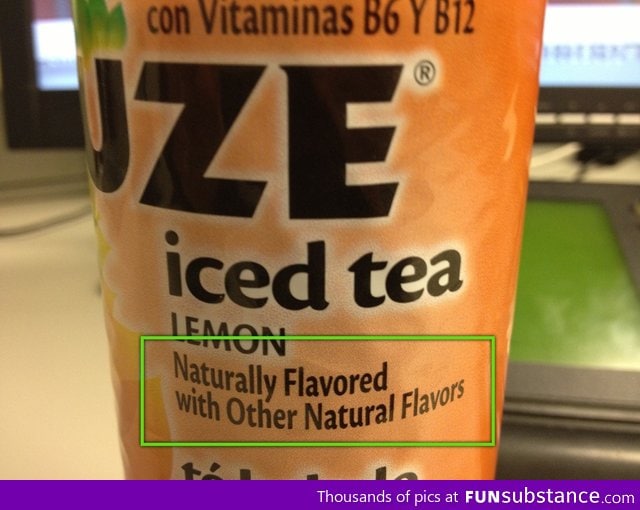 con Vitaminas B6 Y B12
UZE®
iced tea
LEMON
Naturally Flavored
with Other Natural Flavors
Thousands of pics at FUNsubstance.com